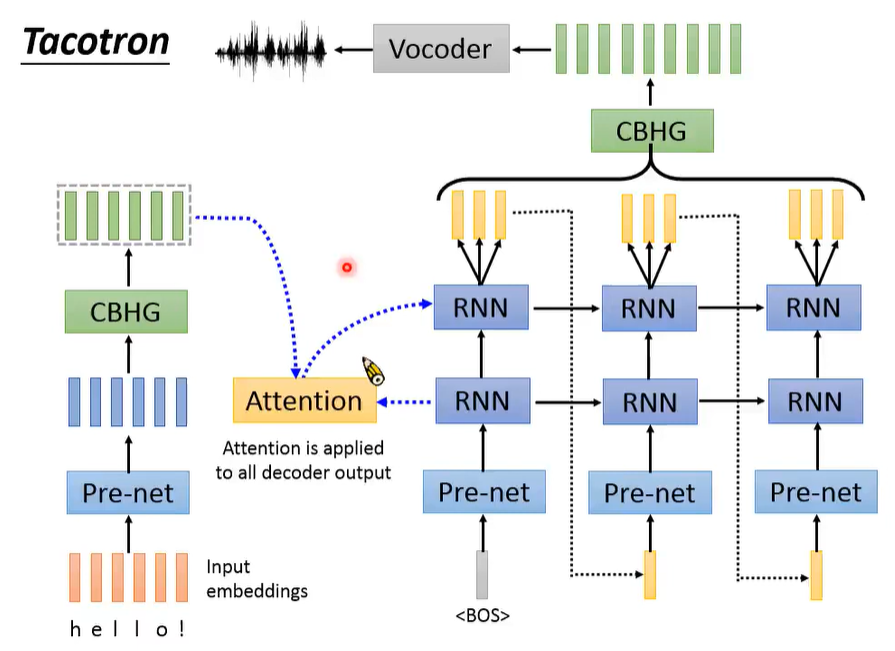 Tacotron
Vocoder
CBHG
CBHG
RNN
RNN
RNN
Attention
RNN
RNN
RNN
Attention is applied
to all decoder output
Pre-net
Pre-net
Pre-net
Pre-net
Input
embeddings
<BOS>
h e l l o !